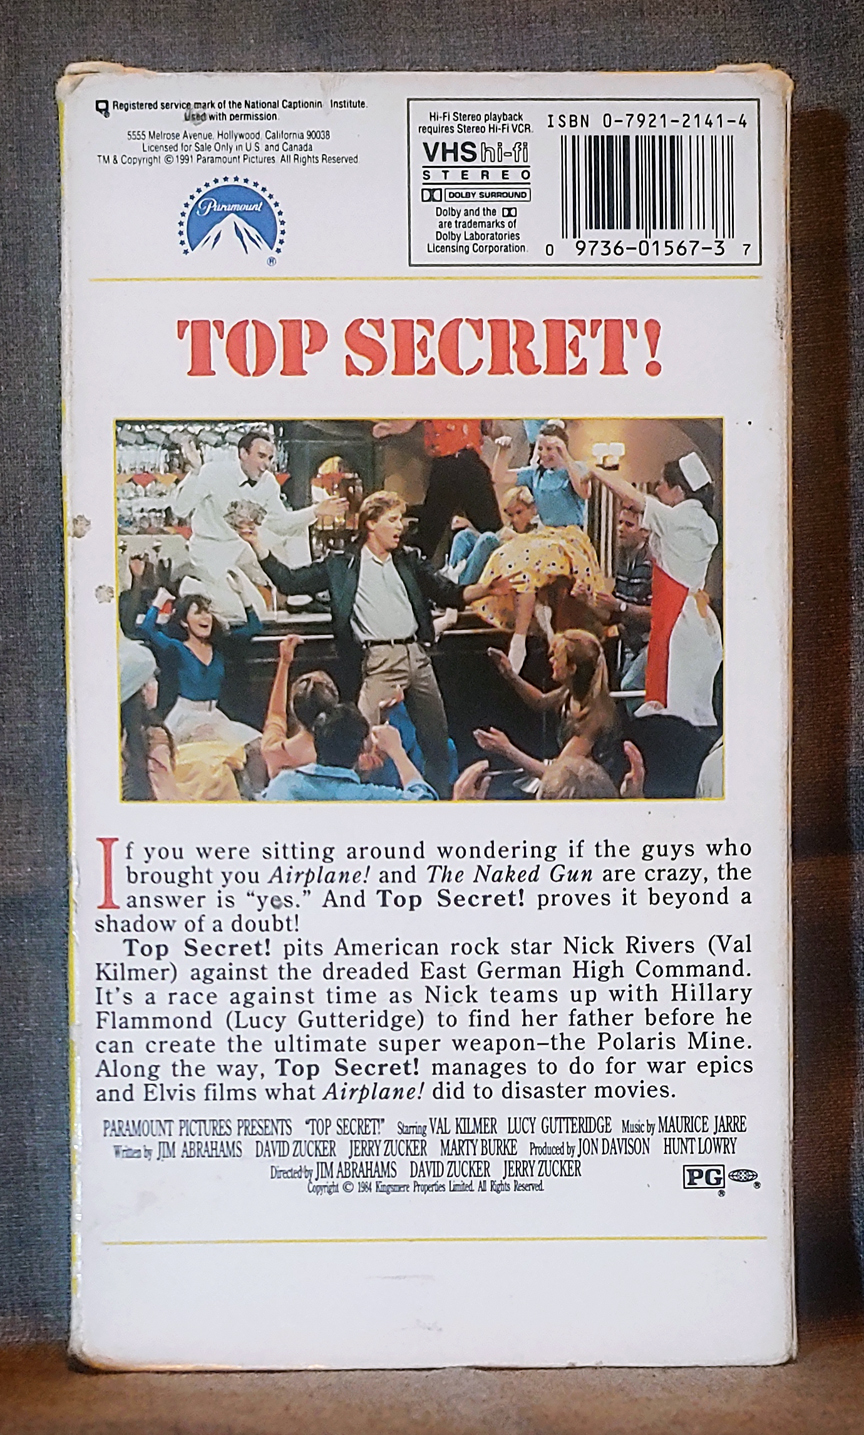 Registered service mark of the National Captionin Institute.
Used with permission.
5555 Melrose Avenue, Hollywood, California 90038
Licensed for Sale Only in U.S. and Canada
TM & Copyright © 1991 Paramount Pictures. All Rights Reserved.
Paramount
®
Hi-Fi Stereo playback
requires Stereo Hi-Fi VCR.
VHS hi-fi
STEREO
DOLBY SURROUND
Dolby and the
are trademarks of
Dolby Laboratories
Licensing Corporation.
ISBN 0-7921-2141-4
0 9736-01567-3 7
TOP SECRET!
If you were sitting around wondering if the guys who
brought you Airplane! and The Naked Gun are crazy, the
answer is “yes.” And Top Secret! proves it beyond a
shadow of a doubt!
Top Secret! pits American rock star Nick Rivers (Val
Kilmer) against the dreaded East German High Command.
It’s a race against time as Nick teams up with Hillary
Flammond (Lucy Gutteridge) to find her father before he
can create the ultimate super weapon–the Polaris Mine.
Along the way, Top Secret! manages to do for war epics
and Elvis films what Airplane! did to disaster movies.
PARAMOUNT PICTURES PRESENTS “TOP SECRET!” Starring VAL KILMER LUCY GUTTERIDGE Music by MAURICE JARRE
Written by JIM ABRAHAMS DAVID ZUCKER JERRY ZUCKER MARTY BURKE Produced by JON DAVISON HUNT LOWRY
Directed by JIM ABRAHAMS DAVID ZUCKER JERRY ZUCKER
Copyright © 1984 Kingsmere Properties Limited. All Rights Reserved.
PG ® ®